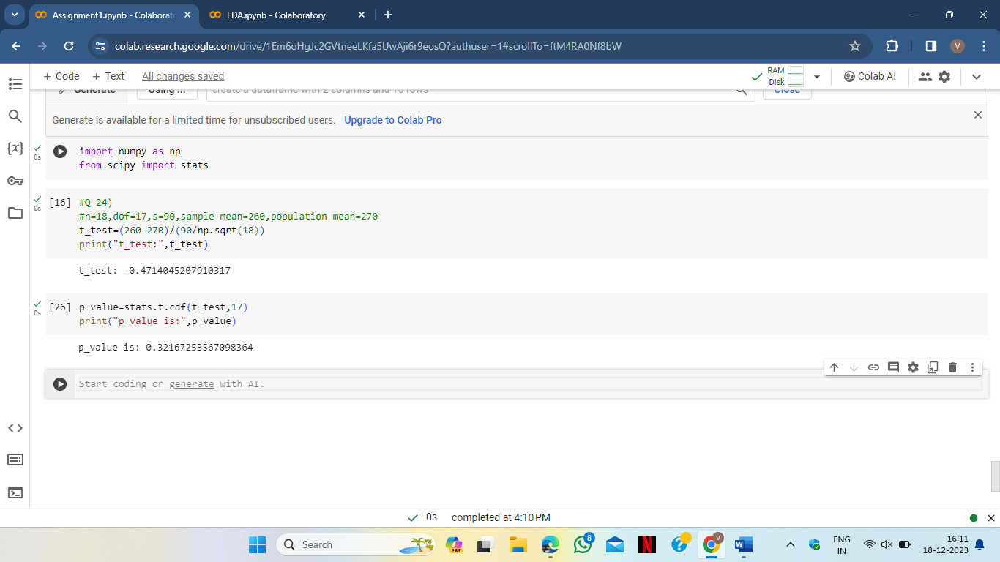 Assignment1.ipynb - Colaborato
EDA.ipynb - Colaboratory
colab.research.google.com/drive/1Em6oHgJc2GVtneeLKfa5UwAji6r9eosQ?authuser=1#scrollTo=ftM4RA0Nf8bW
V
+ Code + Text All changes saved
RAM
Disk
Colab AI
Generate Using ... create a dataframe with 2 columns and 10 rows Close
Generate is available for a limited time for unsubscribed users. Upgrade to Colab Pro
{x}
0s
import numpy as np
from scipy import stats
0s
[16] #Q 24)
#n=18,dof=17,s=90,sample mean=260,population mean=270
t_test=(260-270)/(90/np.sqrt(18))
print("t_test:",t_test)
t_test: -0.4714045207910317
0s
[26] p_value=stats.t.cdf(t_test,17)
print("p_value is:",p_value)
p_value is: 0.32167253567098364
Start coding or generate with AI.
0s completed at 4:10 PM
Search
PRE
8
N
?
V
W
ENG
IN
16:11
18-12-2023